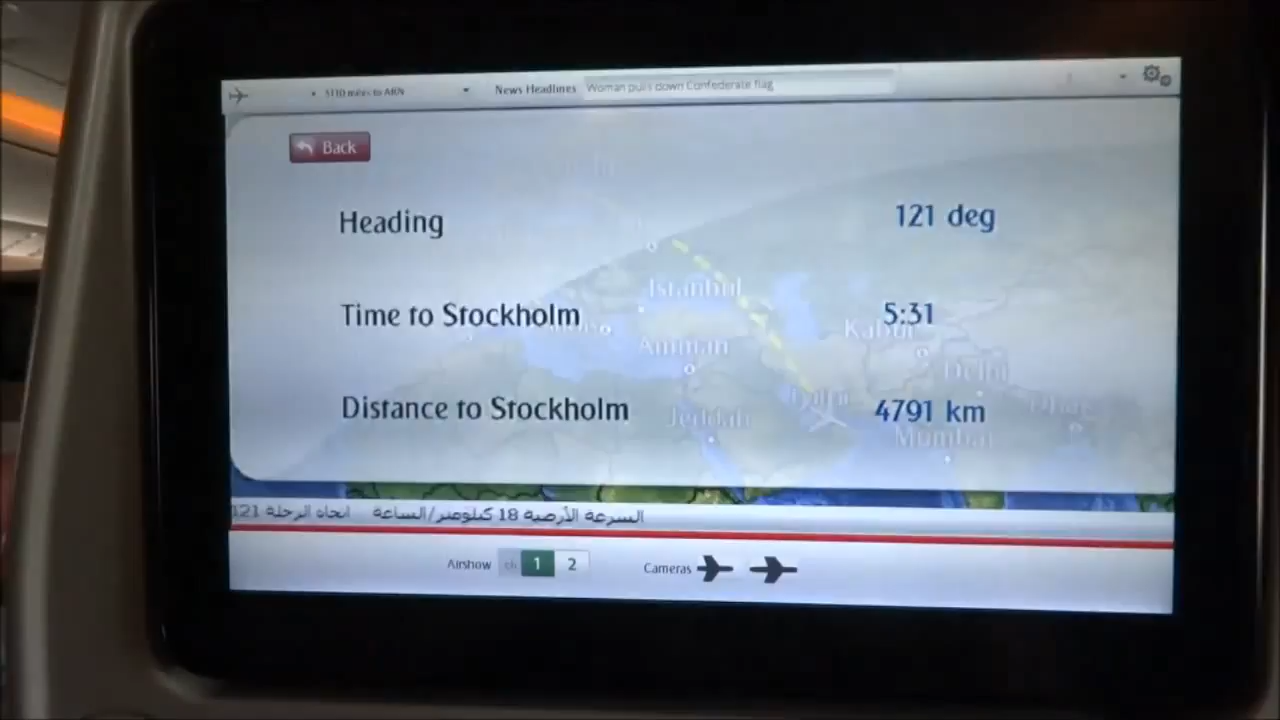 3110 miles to ARN
News Headlines Woman pulls down Confederate flag
Back
Heading 121 deg
Istanbul
Time to Stockholm 5:31
Kabul
Amman
Delhi
Distance to Stockholm 4791 km
Jeddah
Mumbai
السرعة الأرضية 18 كيلومتر/الساعة اتجاه الرحلة 121
Airshow ch 1 2
Cameras